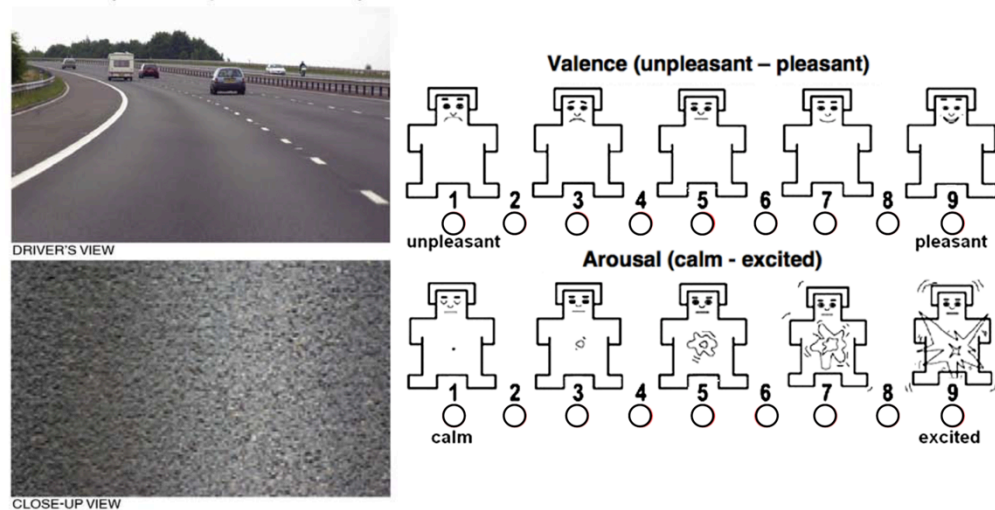 DRIVER'S VIEW
CLOSE-UP VIEW
Valence (unpleasant – pleasant)
1 2 3 4 5 6 7 8 9
unpleasant pleasant
Arousal (calm - excited)
1 2 3 4 5 6 7 8 9
calm excited